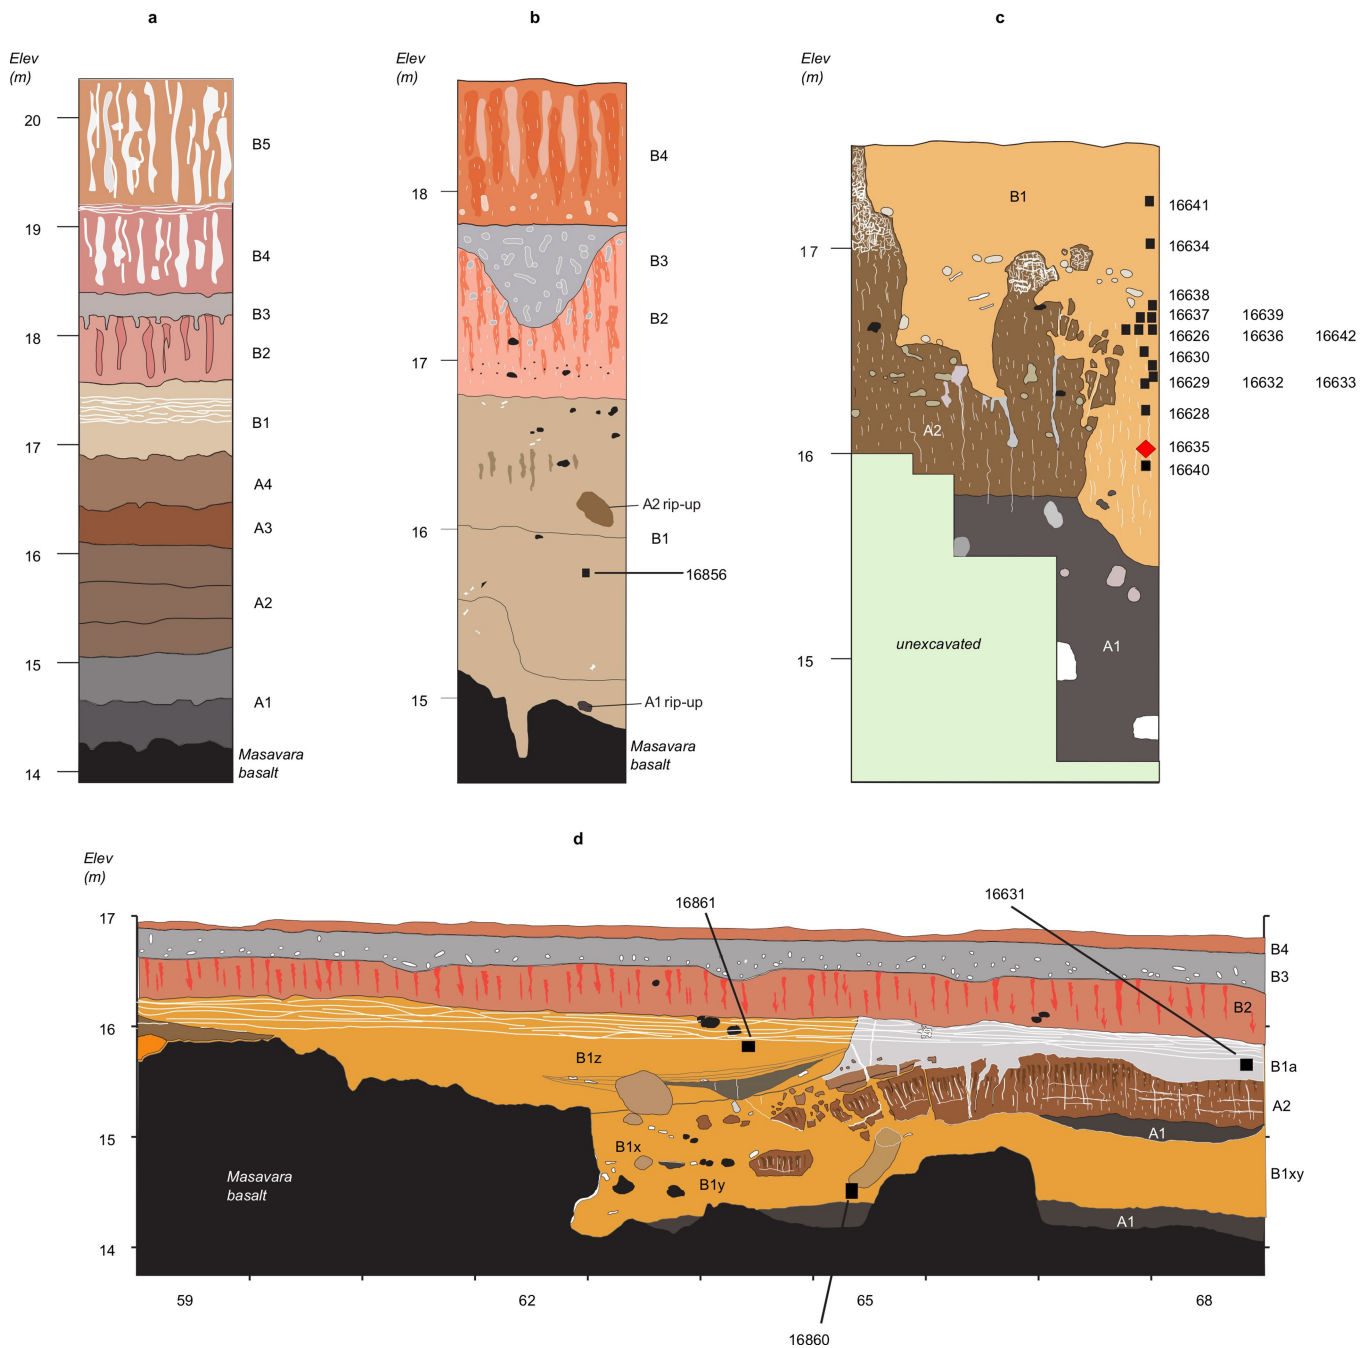 a
b
c
Elev
(m)
20
19
18
17
16
15
14
B5
B4
B3
B2
B1
A4
A3
A2
A1
Masavara
basalt
Elev
(m)
18
17
16
15
B4
B3
B2
A2 rip-up
B1
16856
A1 rip-up
Masavara
basalt
Elev
(m)
17
16
15
B1
A2
A1
unexcavated
16641
16634
16638
16637 16639
16626 16636 16642
16630
16629 16632 16633
16628
16635
16640
d
Elev
(m)
17
16
15
14
16861
16631
B4
B3
B2
B1z
B1a
A2
A1
B1x
B1y
B1xy
A1
Masavara
basalt
59 62 65 68
16860